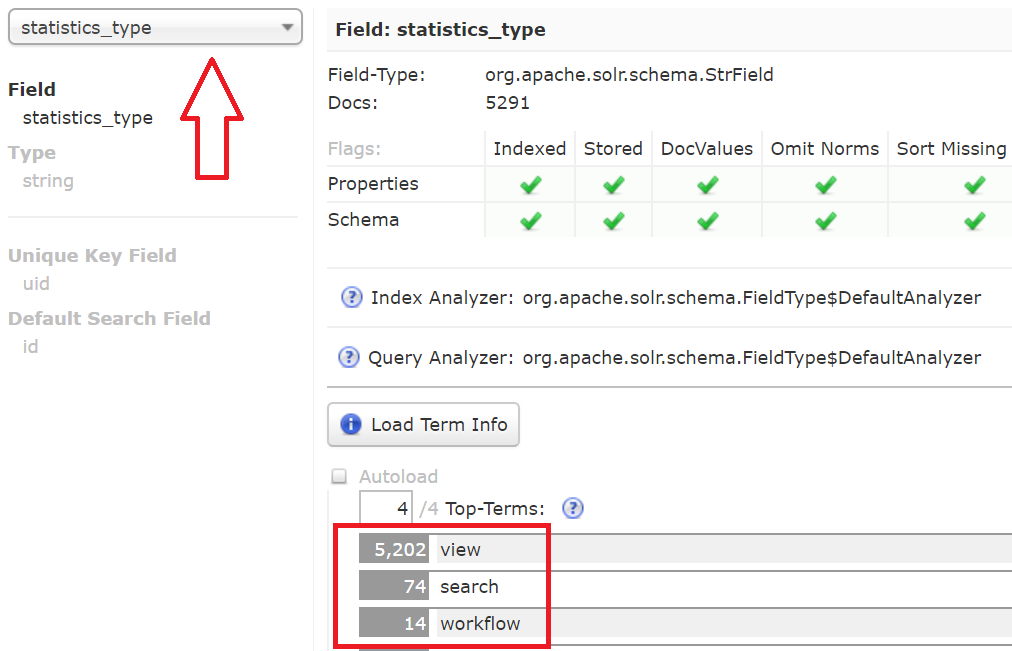 statistics_type
Field
statistics_type
Type
string
Unique Key Field
uid
Default Search Field
id
Field: statistics_type
Field-Type: org.apache.solr.schema.StrField
Docs: 5291
Flags: Indexed Stored DocValues Omit Norms Sort Missing
Properties
Schema
? Index Analyzer: org.apache.solr.schema.FieldType$DefaultAnalyzer
? Query Analyzer: org.apache.solr.schema.FieldType$DefaultAnalyzer
i Load Term Info
Autoload
4 /4 Top-Terms: ?
5,202 view
74 search
14 workflow